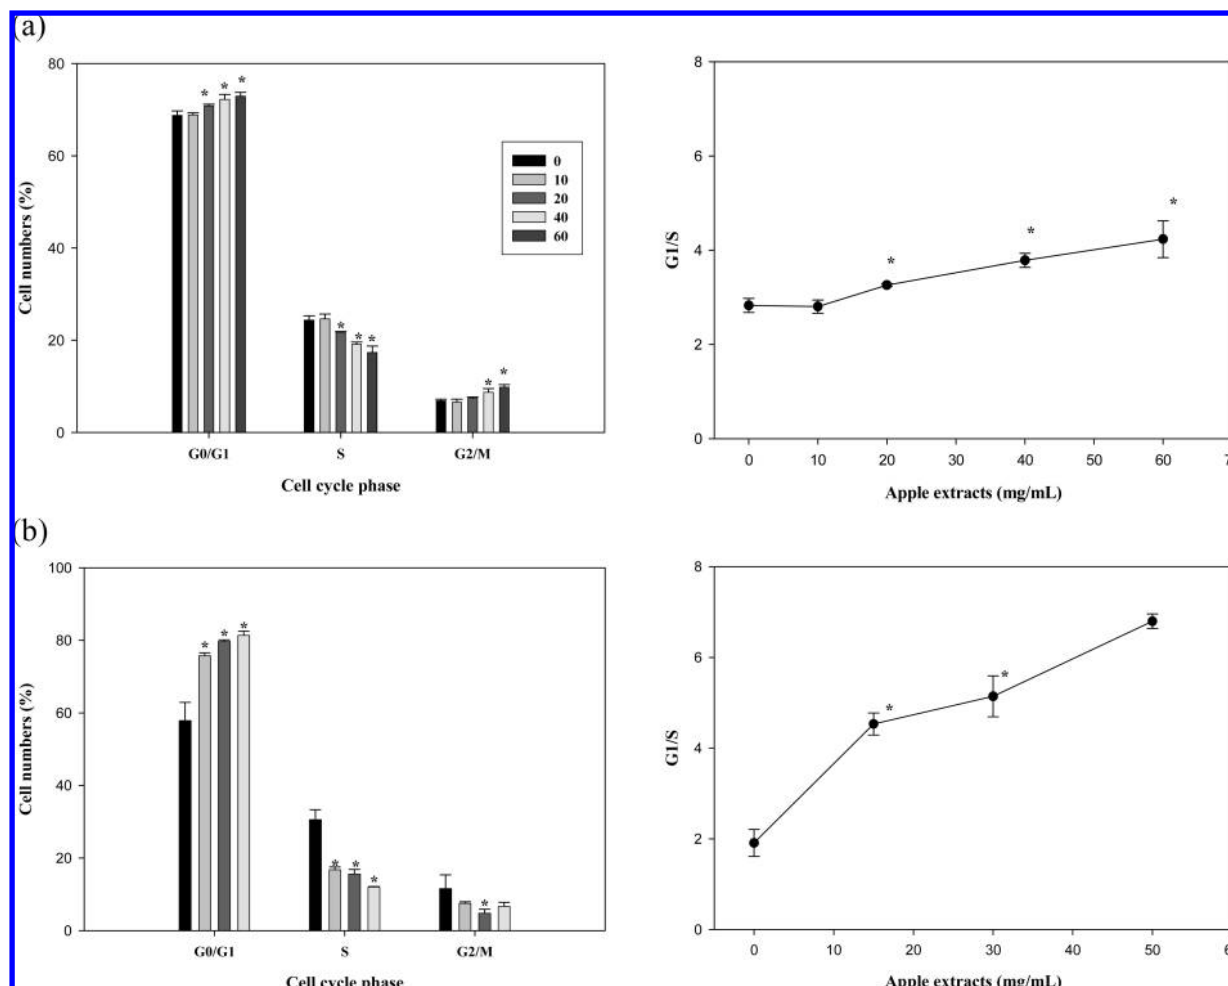 (a)
80
60
40
20
0
Cell numbers (%)
* * *
* * *
* *
0
10
20
40
60
G0/G1 S G2/M
Cell cycle phase
8
6
4
2
0
G1/S
* * *
0 10 20 30 40 50 60 7
Apple extracts (mg/mL)
(b)
100
80
60
40
20
0
Cell numbers (%)
* * *
* * *
*
G0/G1 S G2/M
Cell cycle phase
8
6
4
2
0
G1/S
* *
0 10 20 30 40 50 6
Apple extracts (mg/mL)